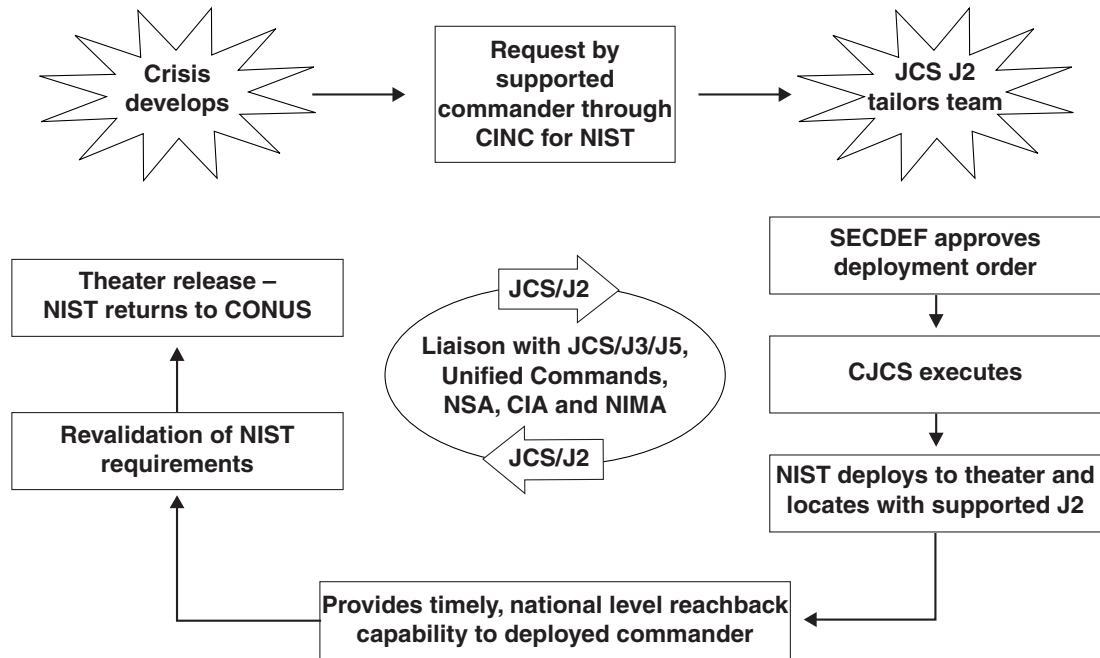 Crisis
develops
Request by
supported
commander through
CINC for NIST
JCS J2
tailors team
SECDEF approves
deployment order
CJCS executes
NIST deploys to theater and
locates with supported J2
Provides timely, national level reachback
capability to deployed commander
Revalidation of NIST
requirements
Theater release –
NIST returns to CONUS
JCS/J2
Liaison with JCS/J3/J5,
Unified Commands,
NSA, CIA and NIMA
JCS/J2